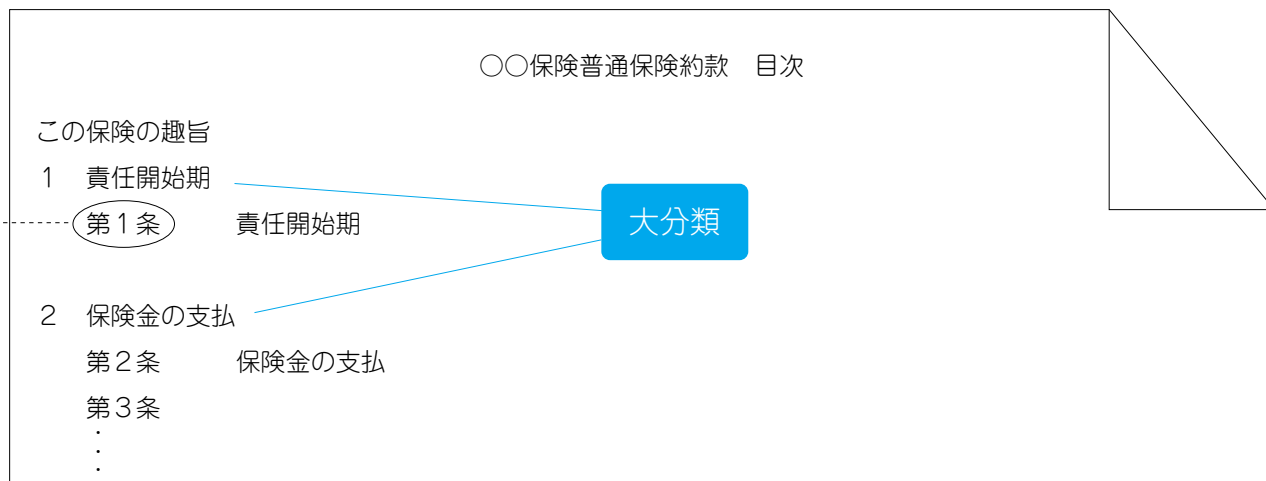 ○○保険普通保険約款　目次
この保険の趣旨
１　責任開始期
第１条　責任開始期
大分類
２　保険金の支払
第２条　保険金の支払
第３条
・
・
・